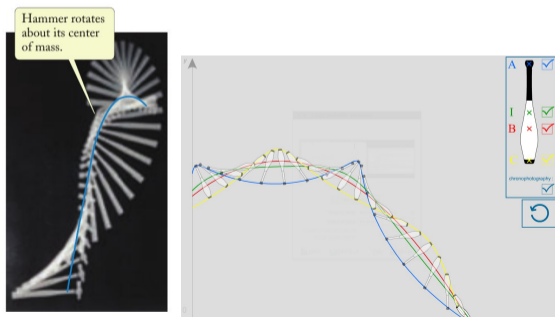 Hammer rotates
about its center
of mass.
A
I
B
chronophotography :